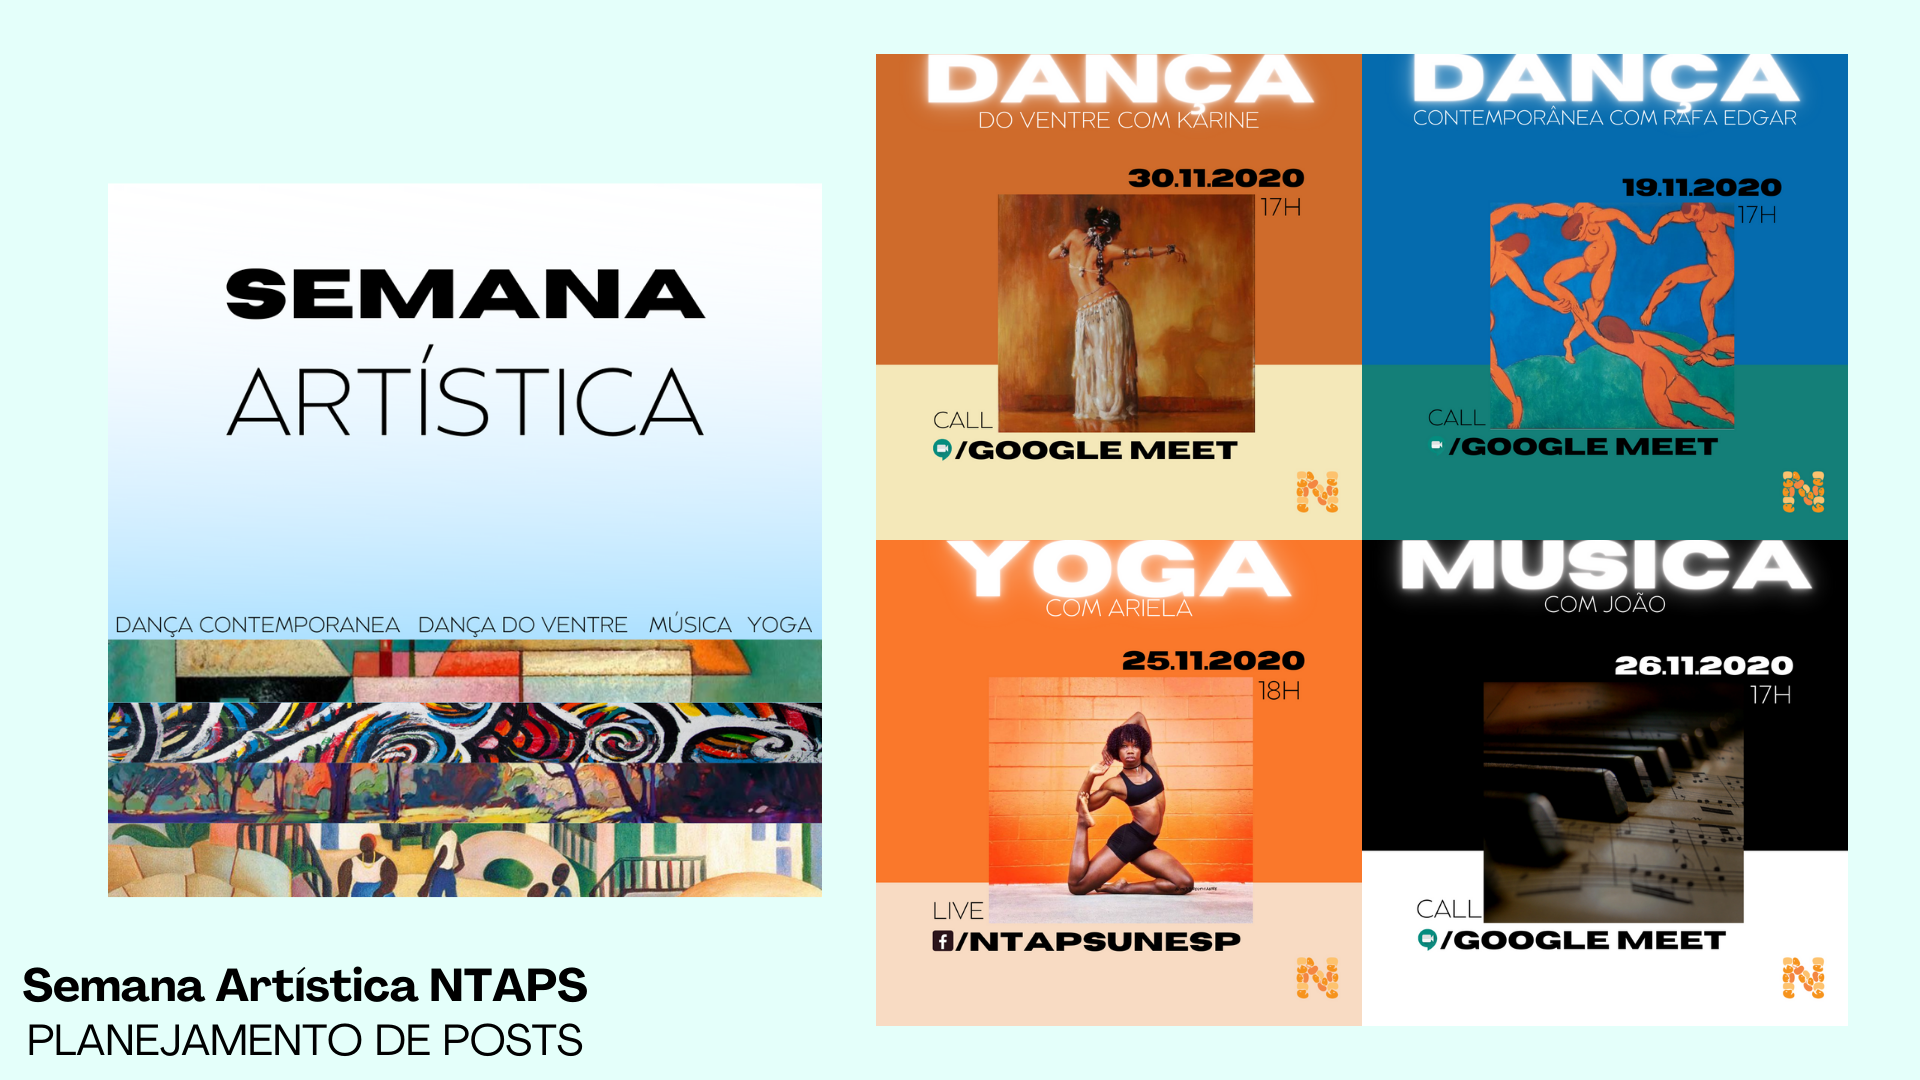 SEMANA
ARTÍSTICA
DANÇA CONTEMPORANEA DANÇA DO VENTRE MÚSICA YOGA
Semana Artística NTAPS
PLANEJAMENTO DE POSTS
DANÇA
DO VENTRE COM KARINE
30.11.2020
17H
CALL
/GOOGLE MEET
N
DANÇA
CONTEMPORÂNEA COM RAFA EDGAR
19.11.2020
17H
CALL
/GOOGLE MEET
N
YOGA
COM ARIELA
25.11.2020
18H
LIVE
/NTAPSUNESP
N
MUSICA
COM JOÃO
26.11.2020
17H
CALL
/GOOGLE MEET
N